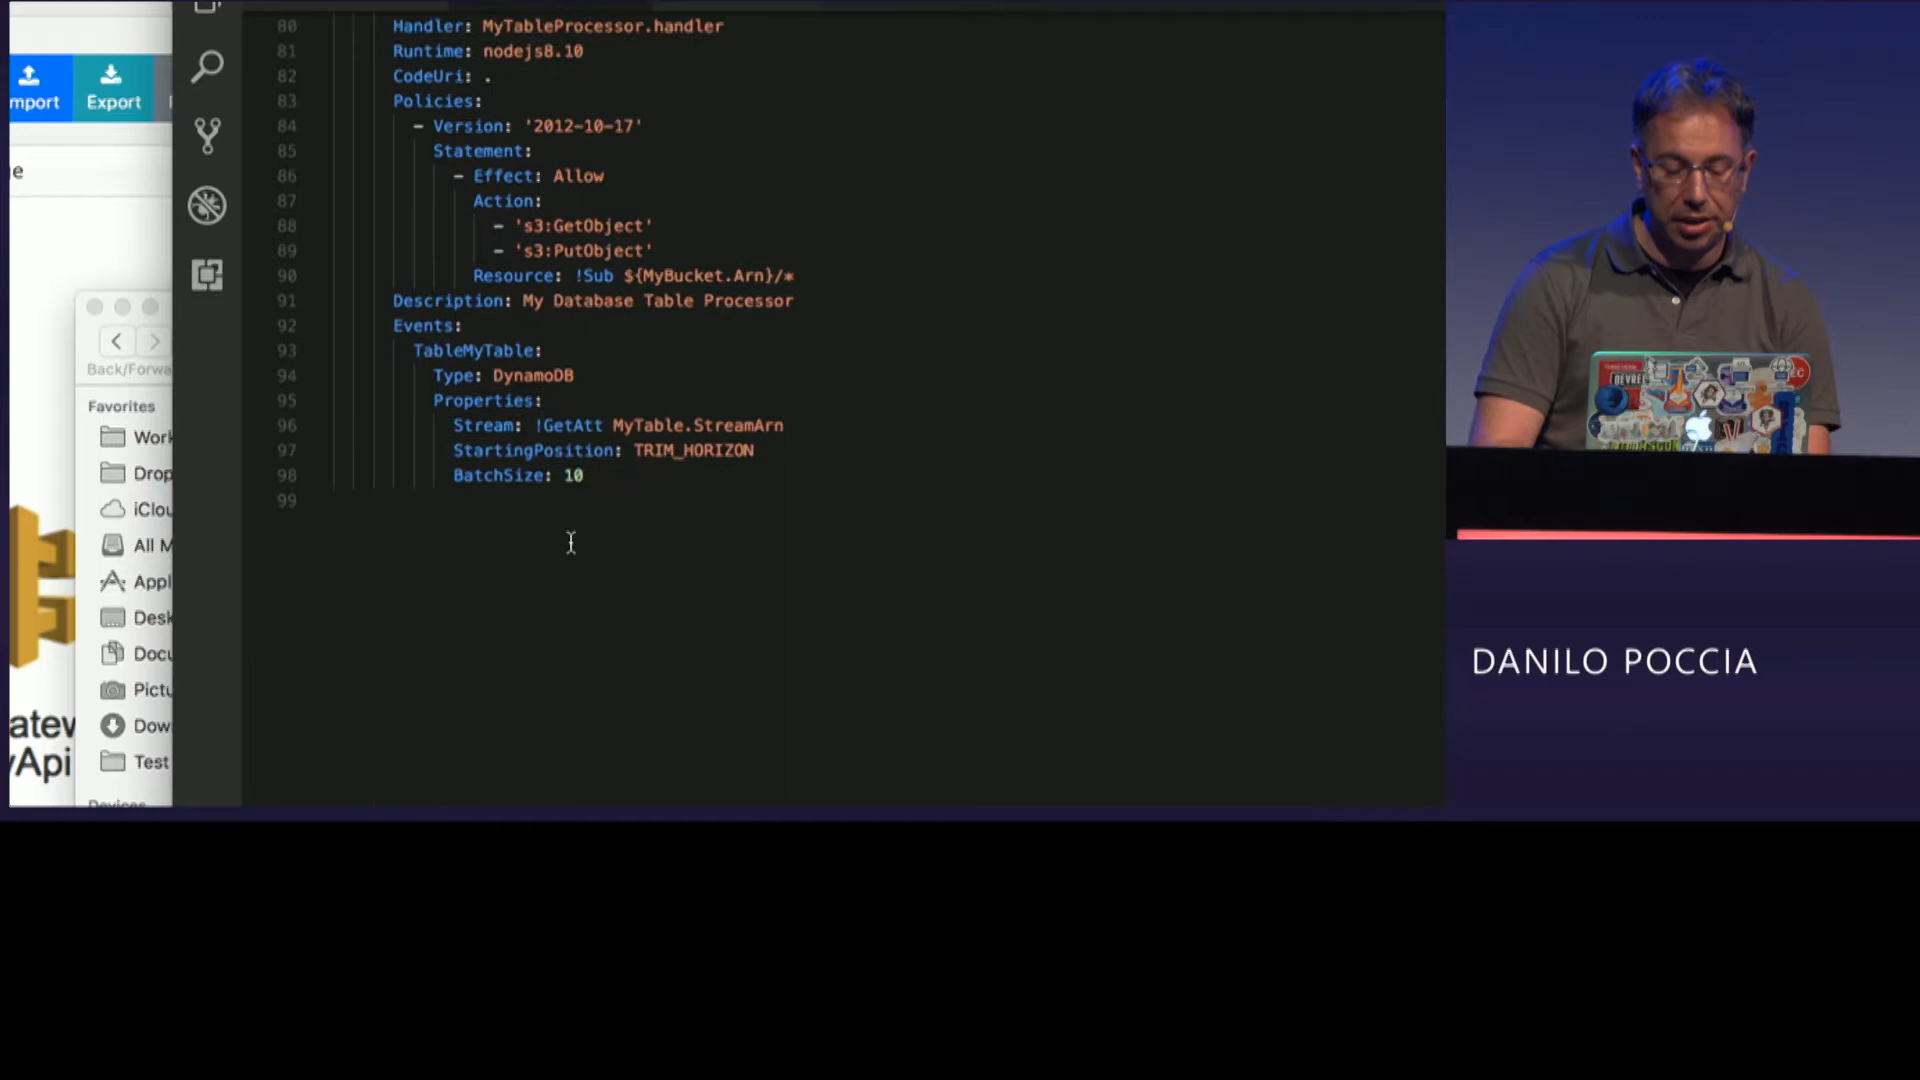 mport
Export
e
Back/Forwa
Favorites
Work
Drop
iClou
All M
Appl
Desk
Docu
Pictu
Dow
Test
Devices
atew
yApi
80 Handler: MyTableProcessor.handler
81 Runtime: nodejs8.10
82 CodeUri: .
83 Policies:
84 - Version: '2012-10-17'
85 Statement:
86 - Effect: Allow
87 Action:
88 - 's3:GetObject'
89 - 's3:PutObject'
90 Resource: !Sub ${MyBucket.Arn}/*
91 Description: My Database Table Processor
92 Events:
93 TableMyTable:
94 Type: DynamoDB
95 Properties:
96 Stream: !GetAtt MyTable.StreamArn
97 StartingPosition: TRIM_HORIZON
98 BatchSize: 10
99
DANILO POCCIA